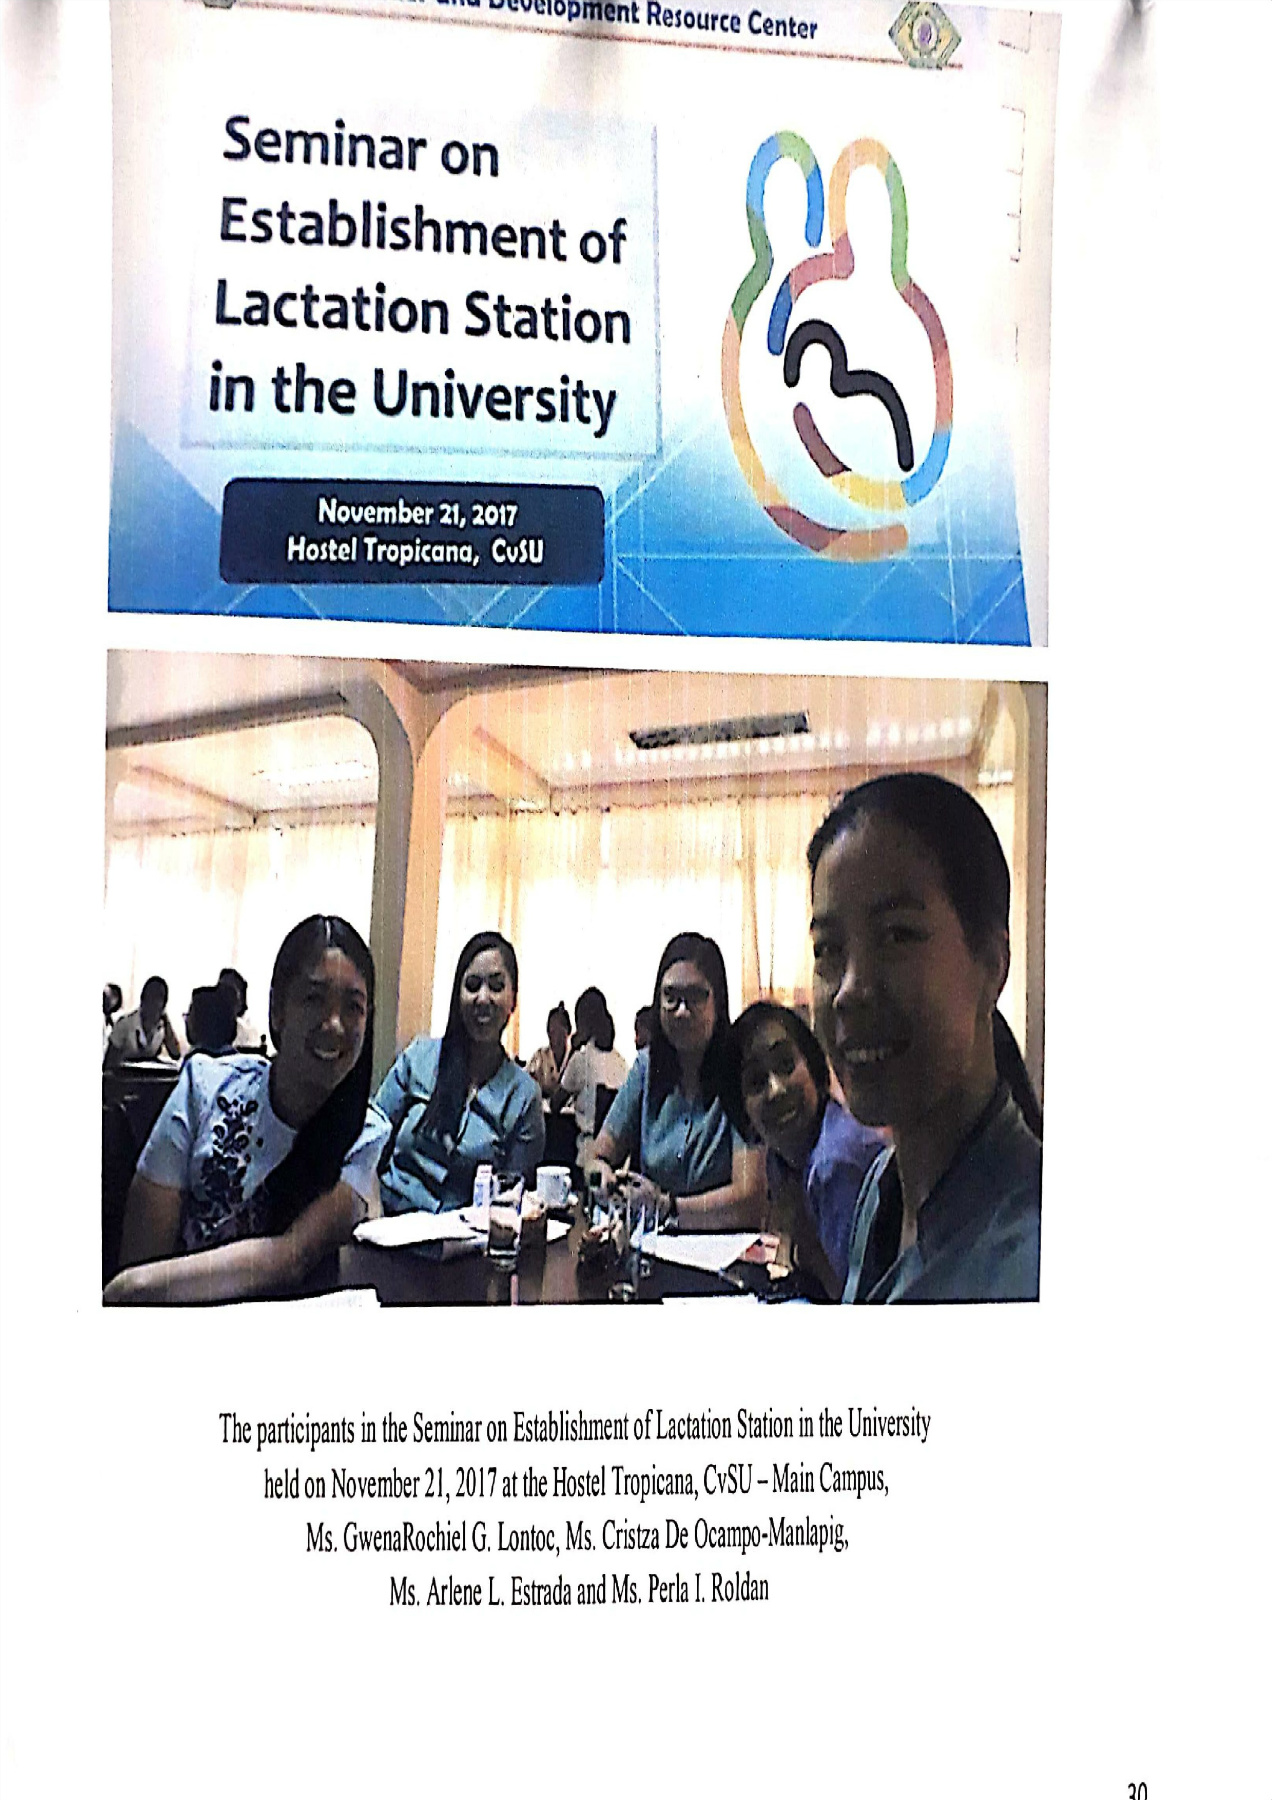 Development Resource Center
Seminar on
Establishment of
Lactation Station
in the University
November 21, 2017
Hostel Tropicana, CvSU
The participants in the Seminar on Establishment of Lactation Station in the University
held on November 21, 2017 at the Hostel Tropicana, CvSU – Main Campus,
Ms. GwenaRochiel G. Lontoc, Ms. Cristza De Ocampo-Manlapig,
Ms. Arlene L. Estrada and Ms. Perla I. Roldan
30